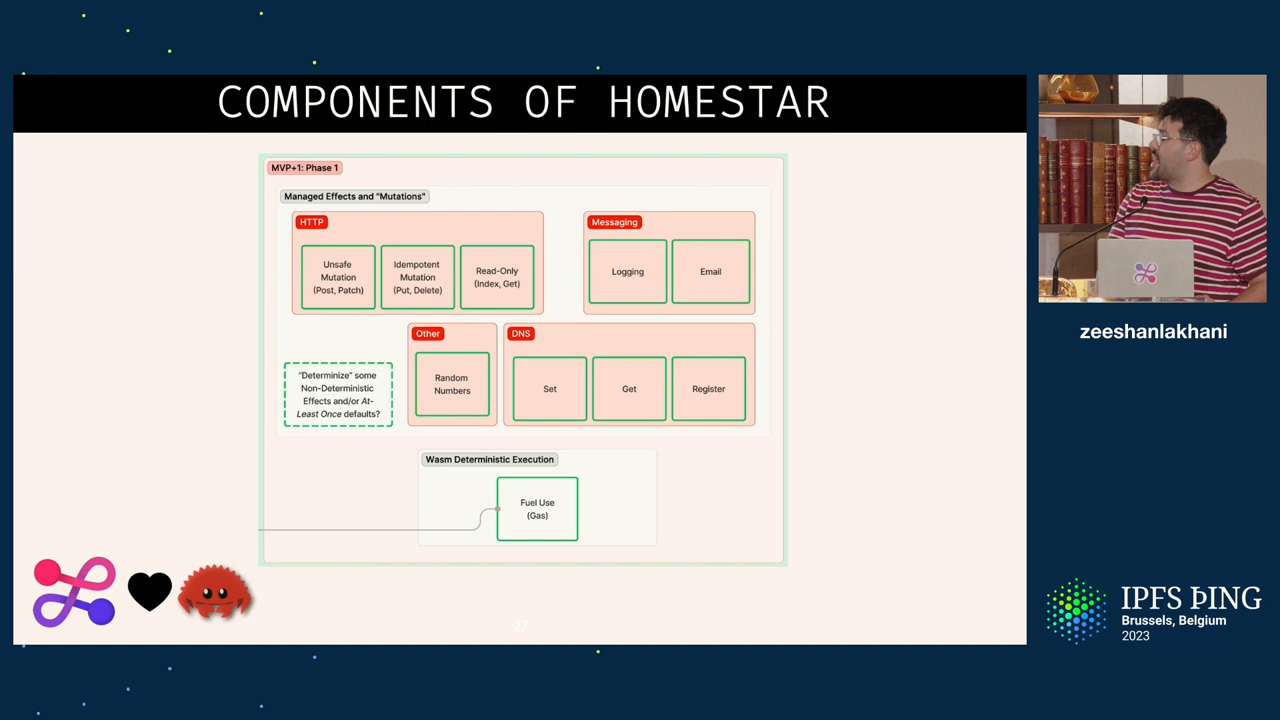 COMPONENTS OF HOMESTAR
MVP+1: Phase 1
Managed Effects and "Mutations"
HTTP
Unsafe
Mutation
(Post, Patch)
Idempotent
Mutation
(Put, Delete)
Read-Only
(Index, Get)
Messaging
Logging
Email
"Determinize" some
Non-Deterministic
Effects and/or At-
Least Once defaults?
Other
Random
Numbers
DNS
Set
Get
Register
Wasm Deterministic Execution
Fuel Use
(Gas)
27
zeeshanlakhani
IPFS ÞING
Brussels, Belgium
2023